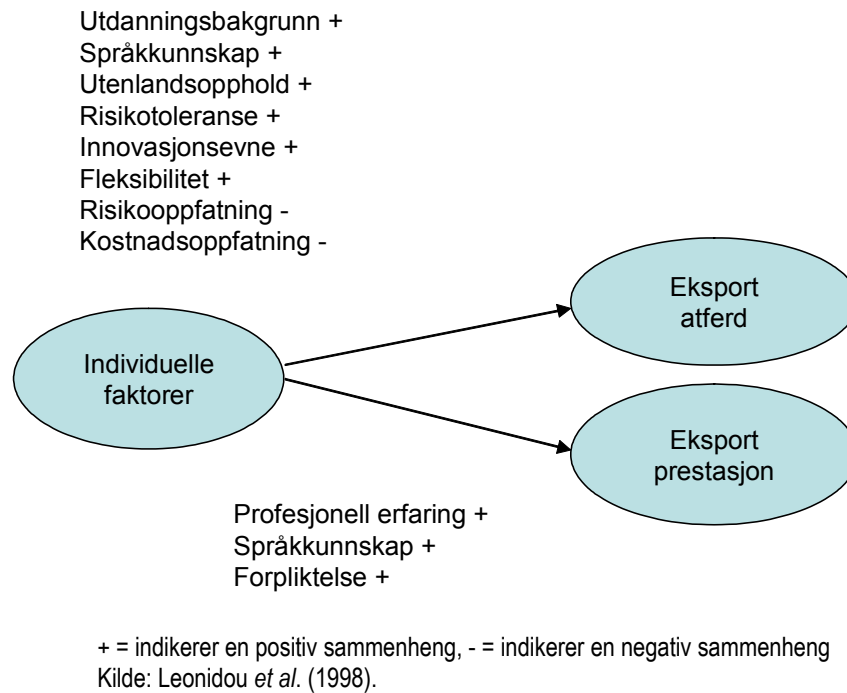 Utdanningsbakgrunn +
Språkkunnskap +
Utenlandsopphold +
Risikotoleranse +
Innovasjonsevne +
Fleksibilitet +
Risikooppfatning -
Kostnadsoppfatning -
Eksport
atferd
Individuelle
faktorer
Eksport
prestasjon
Profesjonell erfaring +
Språkkunnskap +
Forpliktelse +
+ = indikerer en positiv sammenheng, - = indikerer en negativ sammenheng
Kilde: Leonidou et al. (1998).